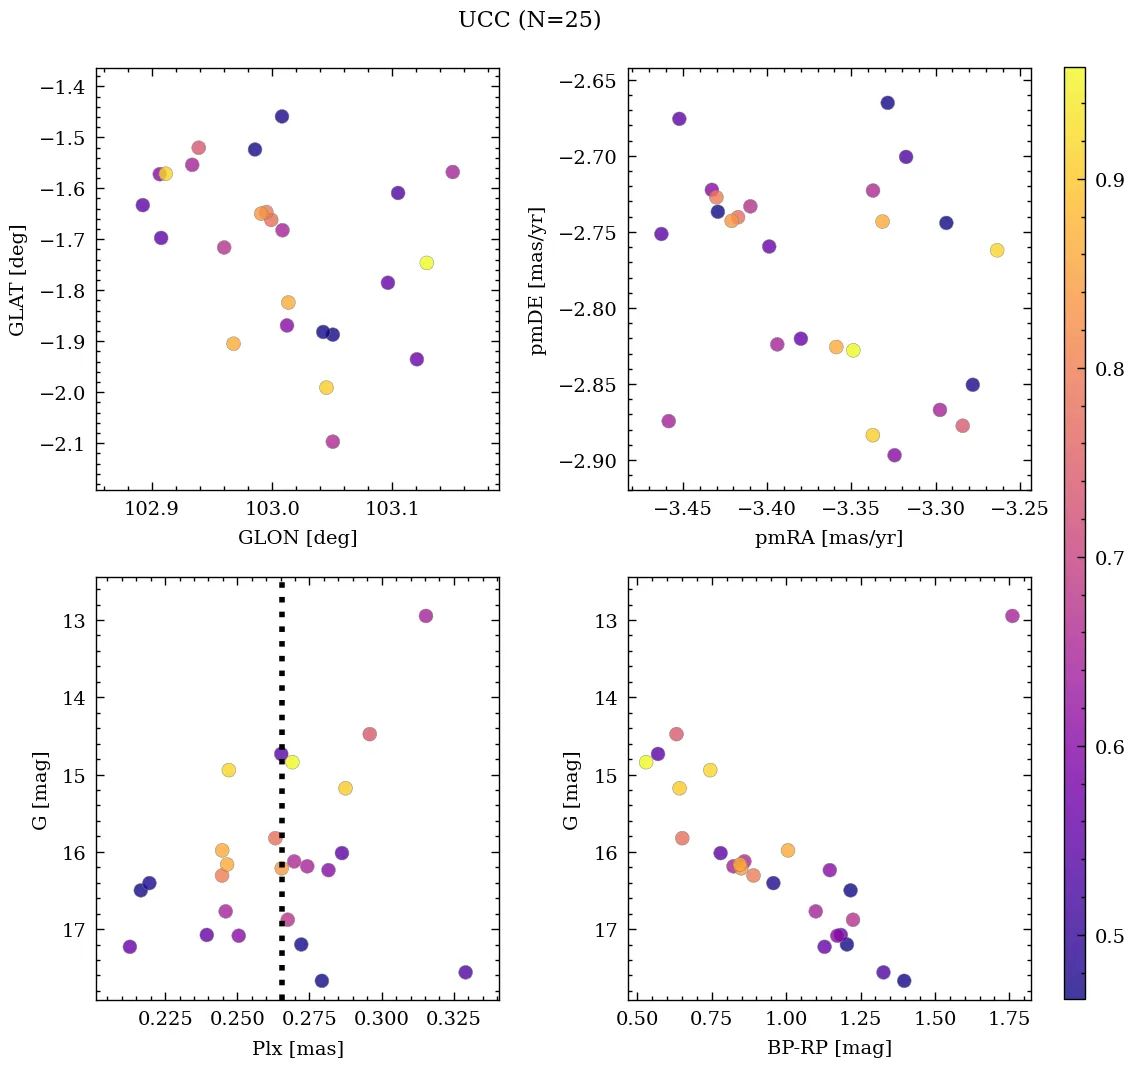 UCC (N=25)
−1.4
−1.5
−1.6
−1.7
−1.8
−1.9
−2.0
−2.1
GLAT [deg]
102.9 103.0 103.1
GLON [deg]
−2.65
−2.70
−2.75
−2.80
−2.85
−2.90
pmDE [mas/yr]
−3.45 −3.40 −3.35 −3.30 −3.25
pmRA [mas/yr]
13
14
15
16
17
G [mag]
0.225 0.250 0.275 0.300 0.325
Plx [mas]
13
14
15
16
17
G [mag]
0.50 0.75 1.00 1.25 1.50 1.75
BP-RP [mag]
0.9
0.8
0.7
0.6
0.5